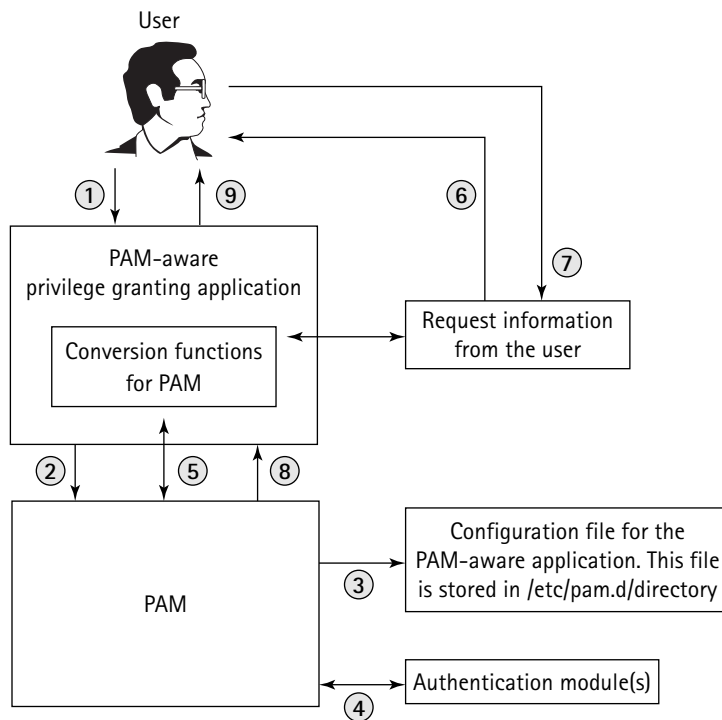 User
1
9
6
7
PAM-aware
privilege granting application
Conversion functions
for PAM
Request information
from the user
2
5
8
PAM
Configuration file for the
PAM-aware application. This file
is stored in /etc/pam.d/directory
3
Authentication module(s)
4